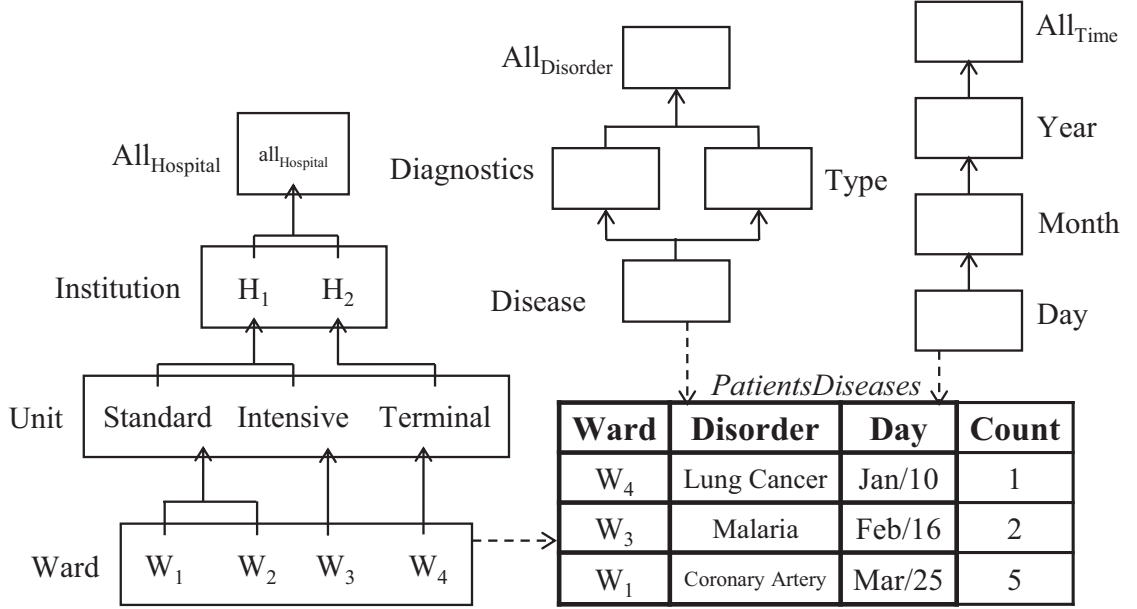 All_Time
All_Disorder
Year
All_Hospital all_Hospital
Diagnostics Type
Month
Institution H_1 H_2
Disease Day
PatientsDiseases
Unit Standard Intensive Terminal
Ward Disorder Day Count
W_4 Lung Cancer Jan/10 1
W_3 Malaria Feb/16 2
W_1 Coronary Artery Mar/25 5
Ward W_1 W_2 W_3 W_4